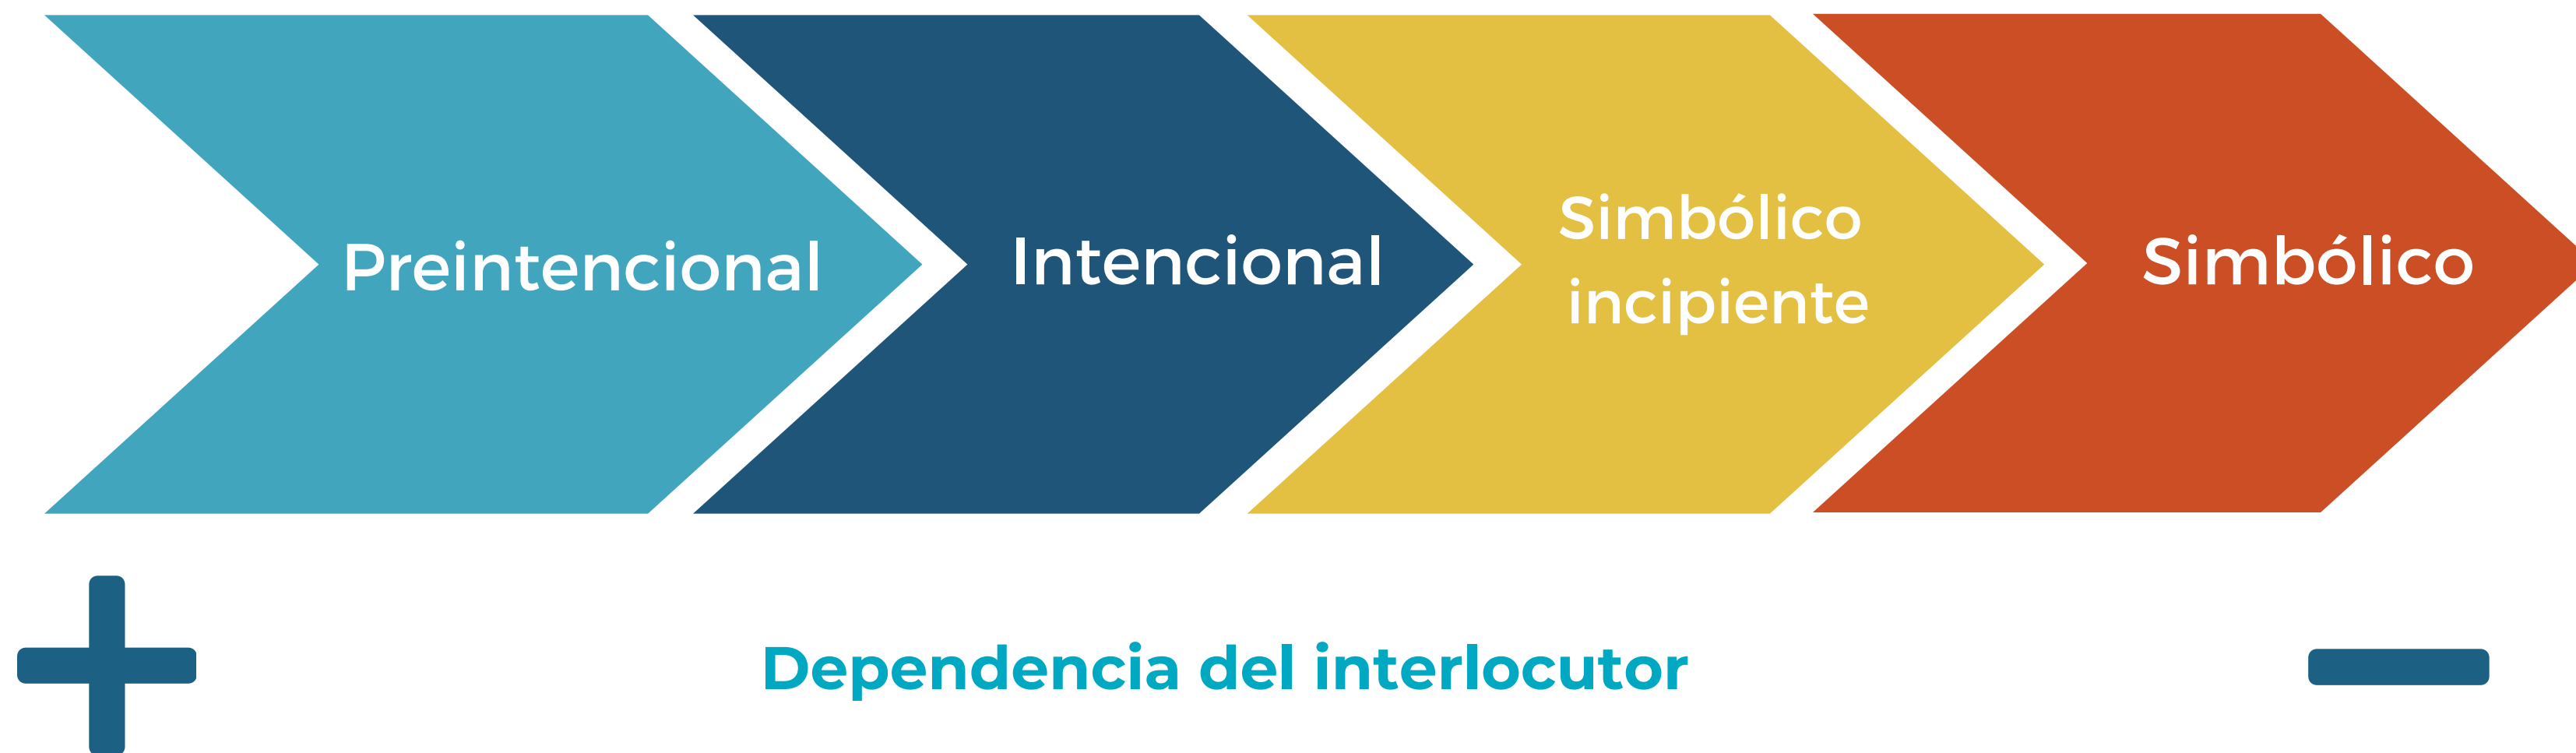 Preintencional
Intencional
Simbólico
incipiente
Simbólico
Dependencia del interlocutor